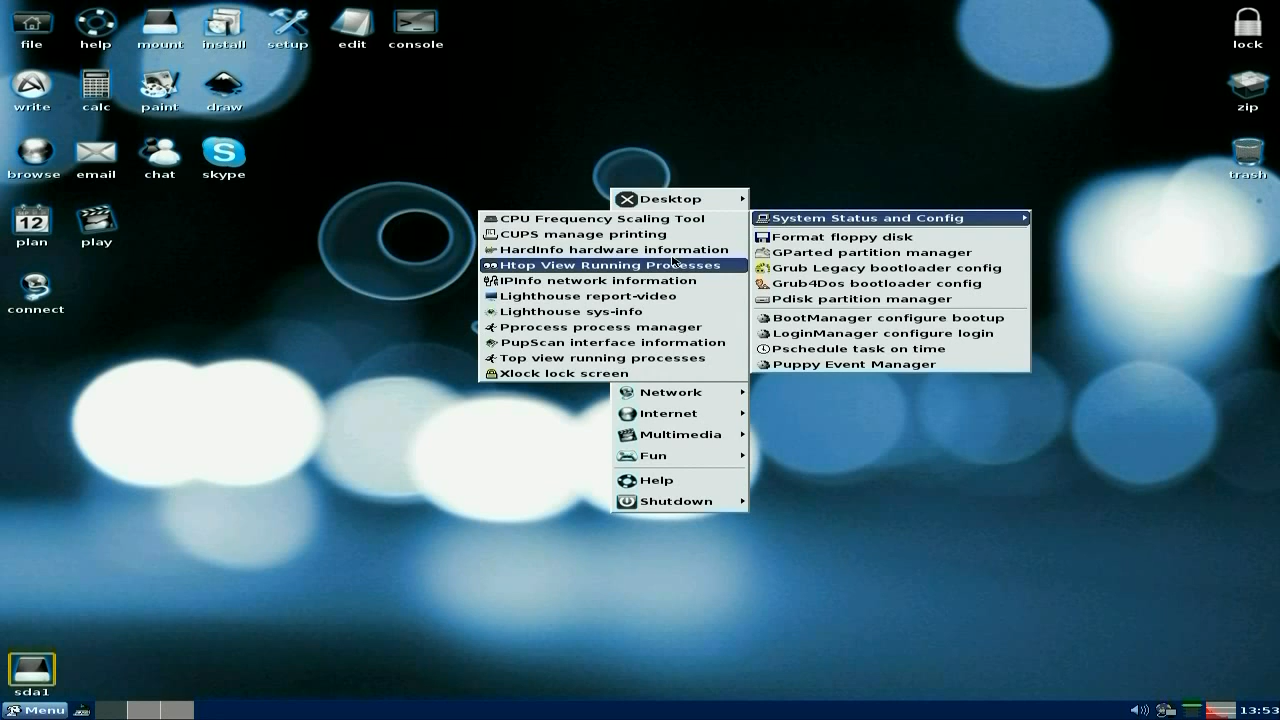 file
help
mount
install
setup
edit
console
lock
write
calc
paint
draw
zip
browse
email
chat
skype
trash
12
plan
play
connect
Desktop
CPU Frequency Scaling Tool
CUPS manage printing
HardInfo hardware information
Htop View Running Processes
IPInfo network information
Lighthouse report-video
Lighthouse sys-info
Pprocess process manager
PupScan interface information
Top view running processes
Xlock lock screen
System Status and Config
Format floppy disk
GParted partition manager
Grub Legacy bootloader config
Grub4Dos bootloader config
Pdisk partition manager
BootManager configure bootup
LoginManager configure login
Pschedule task on time
Puppy Event Manager
Network
Internet
Multimedia
Fun
Help
Shutdown
sda1
Menu
13:53